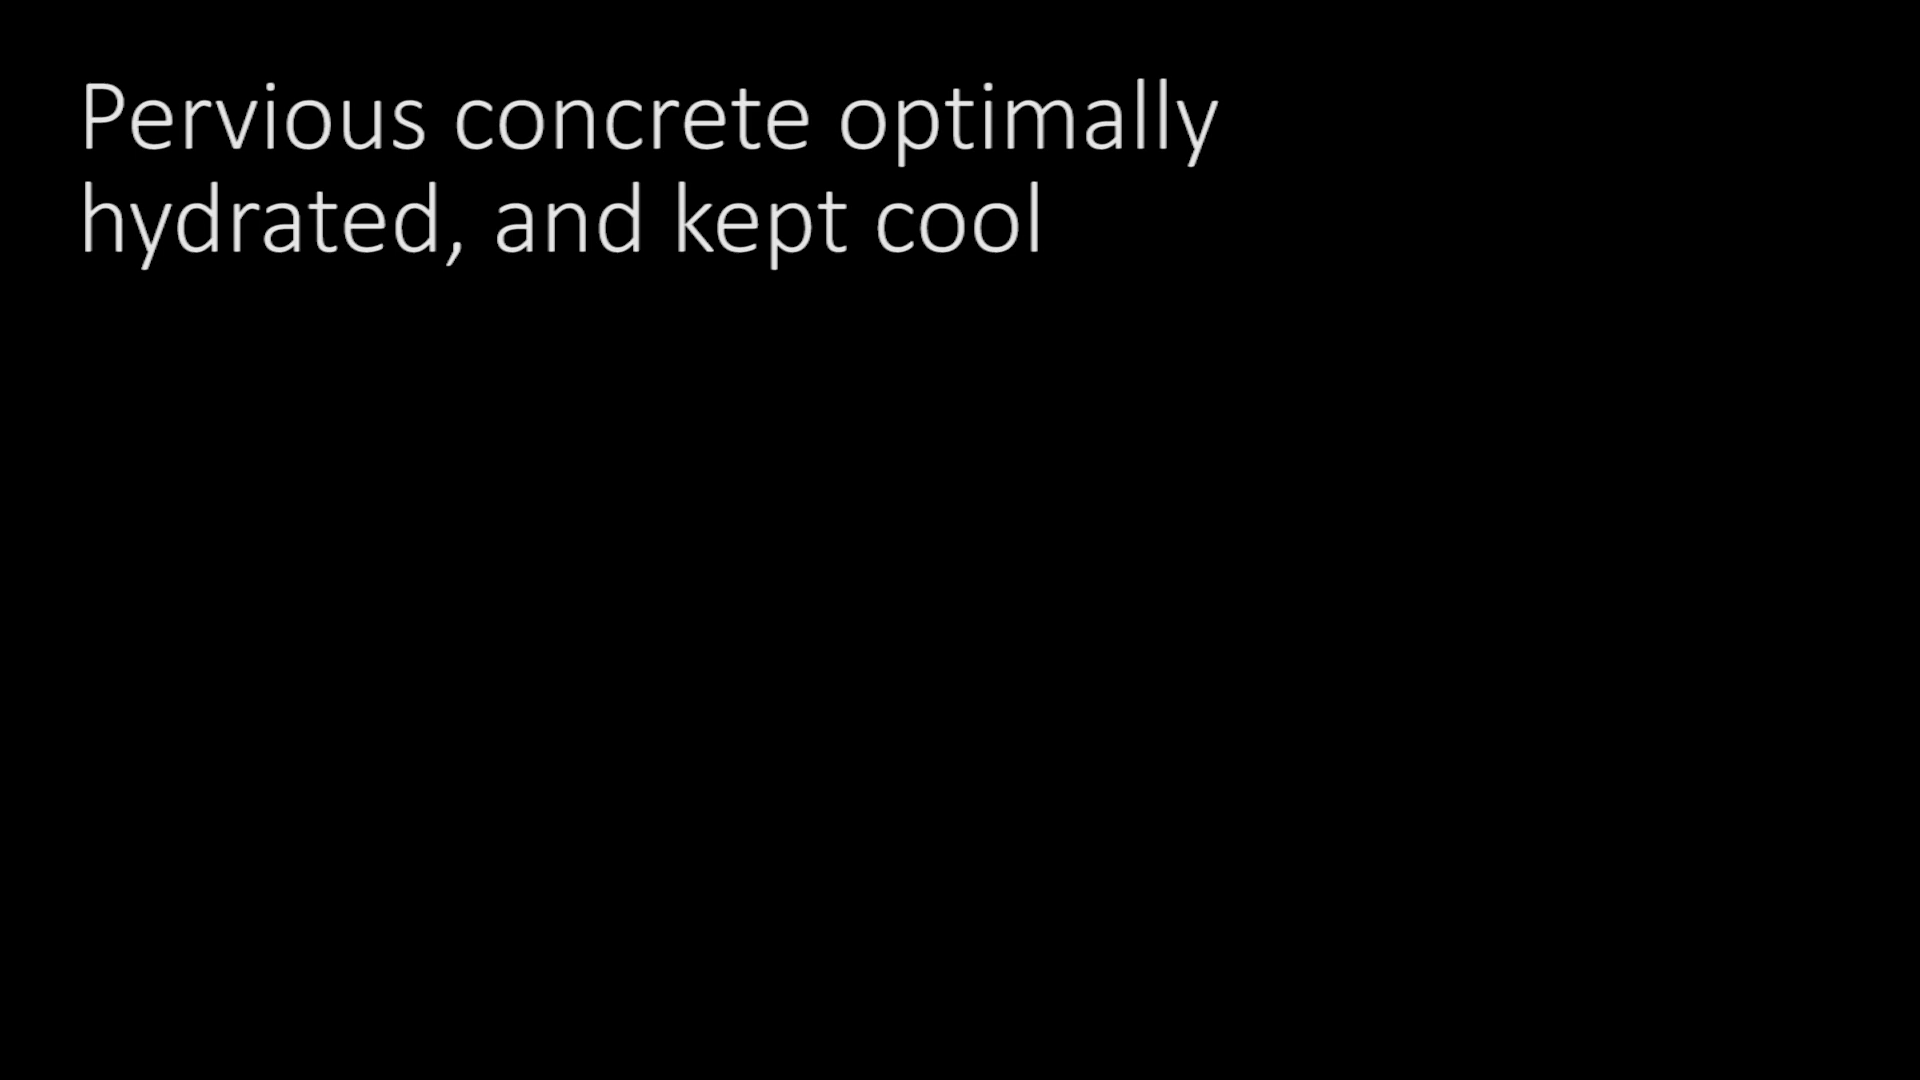 Pervious concrete optimally
hydrated, and kept cool